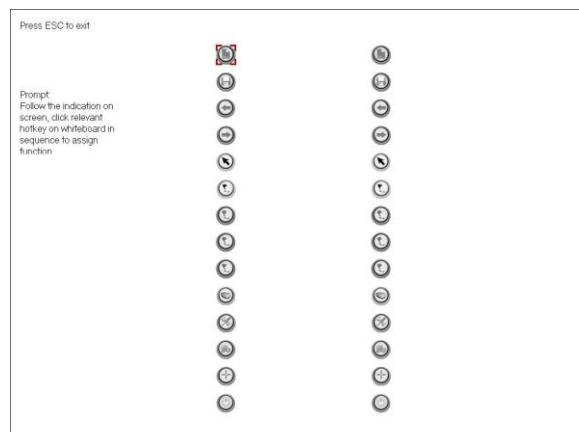 Press ESC to exit
Prompt:
Follow the indication on
screen, click relevant
hotkey on whiteboard in
sequence to assign
function